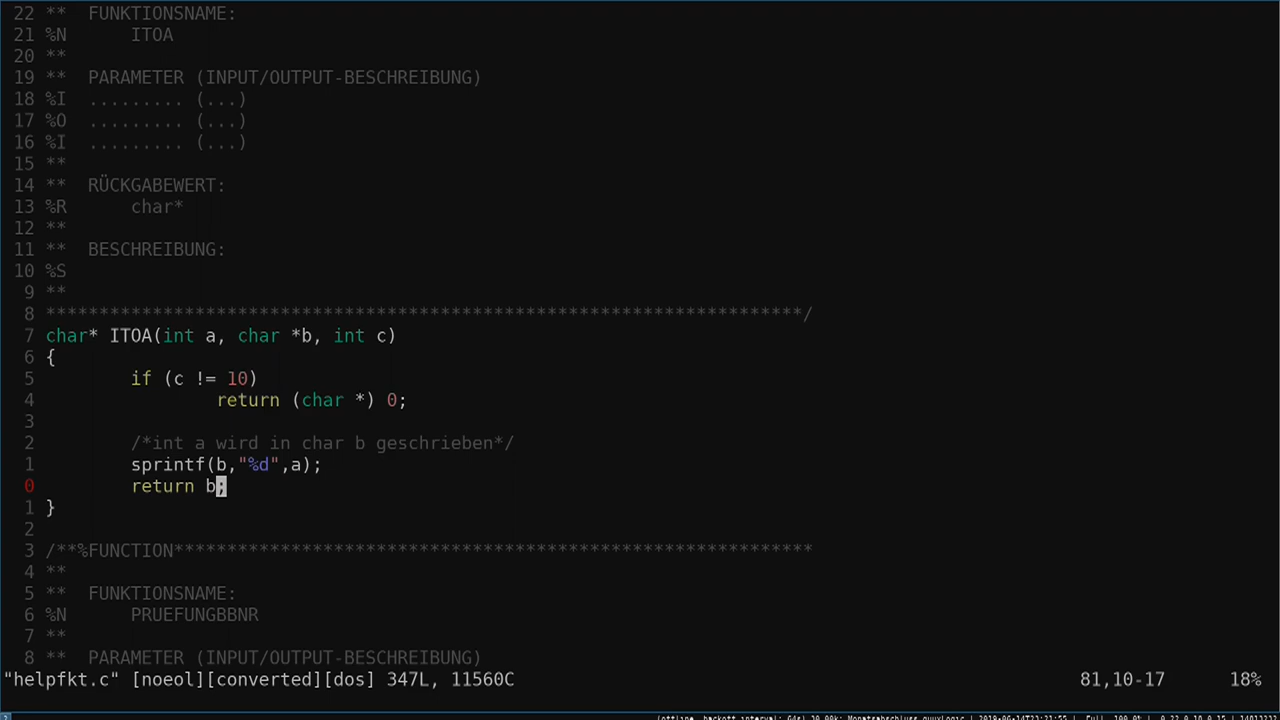 22 **  FUNKTIONSNAME:
21 %N      ITOA
20 **
19 **  PARAMETER (INPUT/OUTPUT-BESCHREIBUNG)
18 %I  ......... (...)
17 %O  ......... (...)
16 %I  ......... (...)
15 **
14 **  RÜCKGABEWERT:
13 %R      char*
12 **
11 **  BESCHREIBUNG:
10 %S
9 **
8 ***********************************************************************/
7 char* ITOA(int a, char *b, int c)
6 {
5         if (c != 10)
4                 return (char *) 0;
3
2         /*int a wird in char b geschrieben*/
1         sprintf(b,"%d",a);
0         return b;
1 }
2
3 /**%FUNCTION************************************************************
4 **
5 **  FUNKTIONSNAME:
6 %N      PRUEFUNGBBNR
7 **
8 **  PARAMETER (INPUT/OUTPUT-BESCHREIBUNG)
"helpfkt.c" [noeol][converted][dos] 347L, 11560C 81,10-17 18%